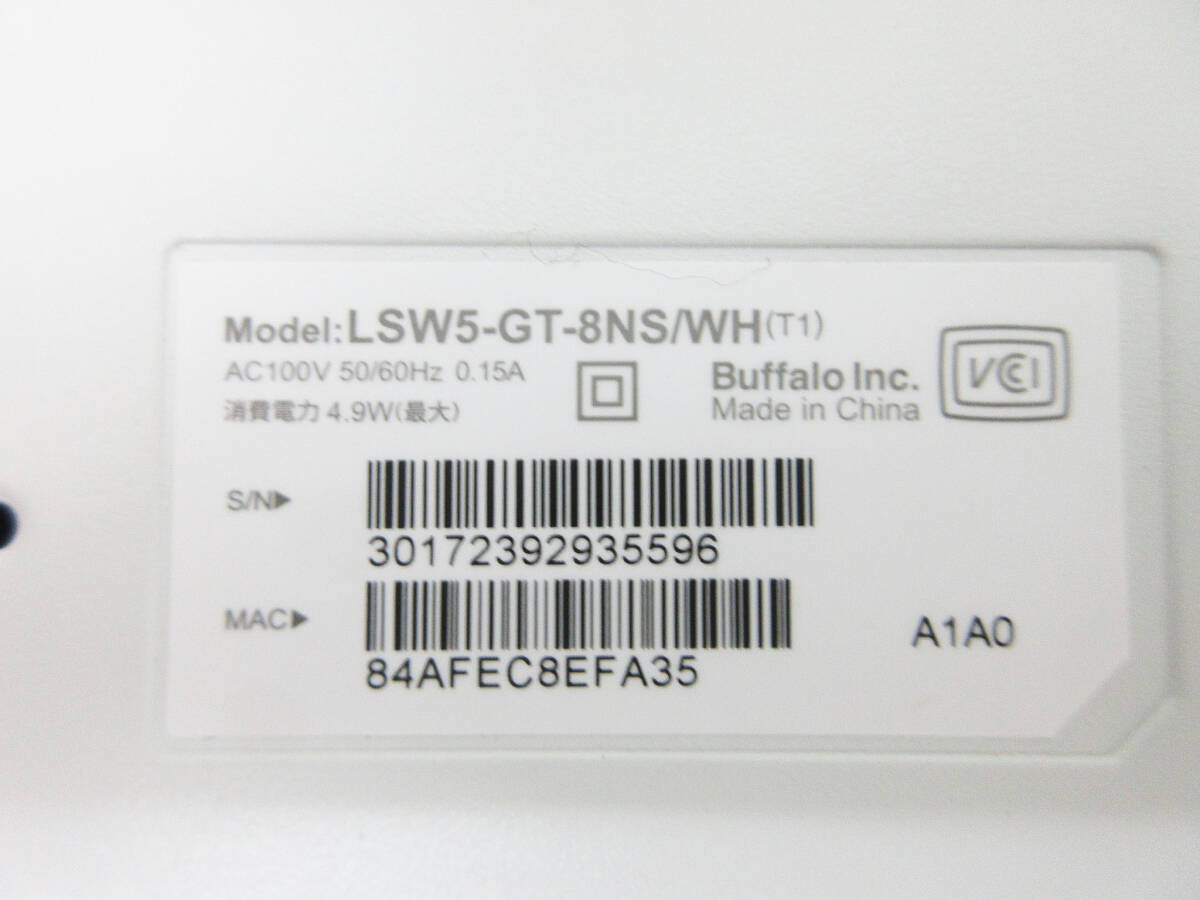 Model:LSW5-GT-8NS/WH(T1)
AC100V 50/60Hz 0.15A
消費電力 4.9W(最大)
Buffalo Inc.
Made in China
VCI
S/N▶
30172392935596
MAC▶
84AFEC8EFA35
A1A0